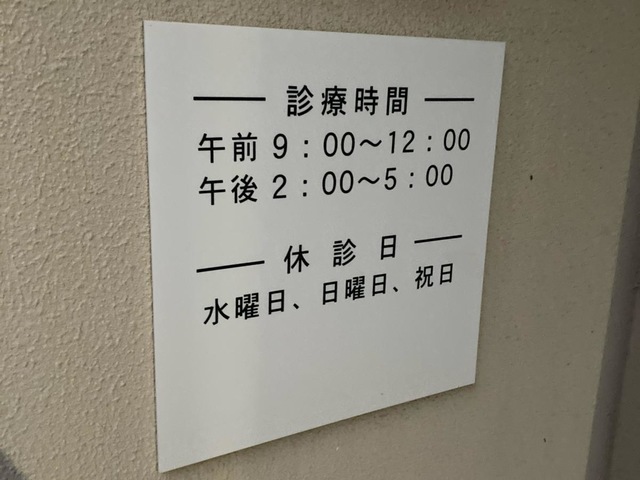 診療時間
午前 9：00～12：00
午後 2：00～5：00
休診日
水曜日、日曜日、祝日